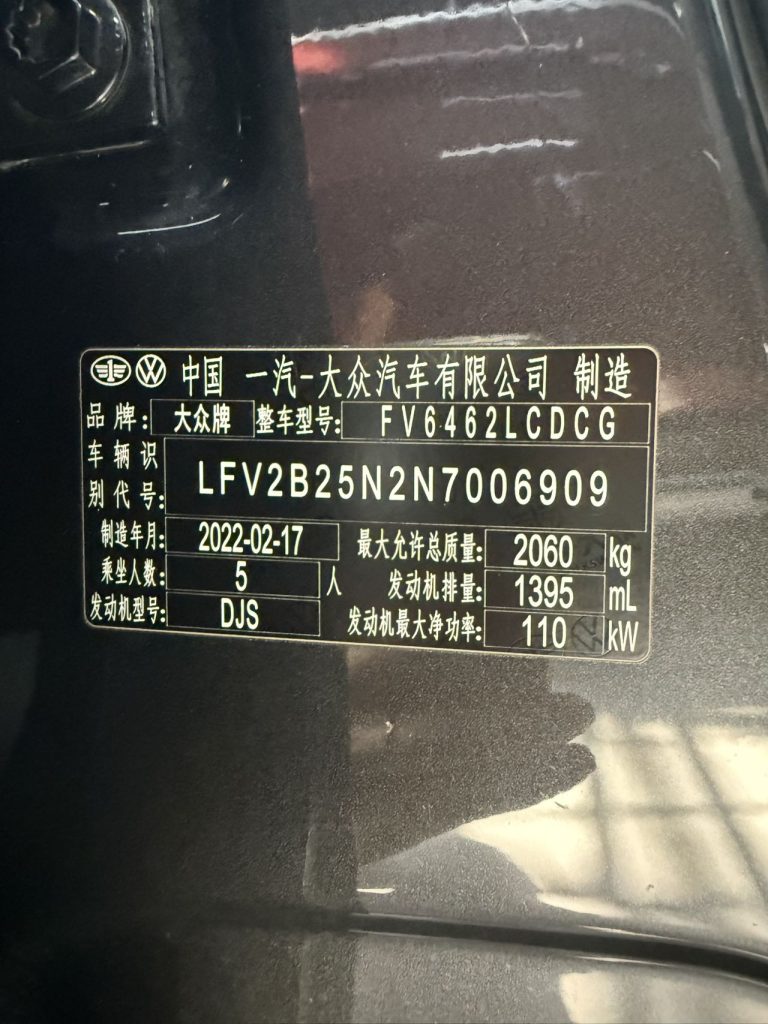 中国 一汽-大众汽车有限公司 制造
品牌: 大众牌 整车型号: FV6462LCDCG
车辆识别代号: LFV2B25N2N7006909
制造年月: 2022-02-17 最大允许总质量: 2060 kg
乘坐人数: 5 人 发动机排量: 1395 mL
发动机型号: DJS 发动机最大净功率: 110 kW